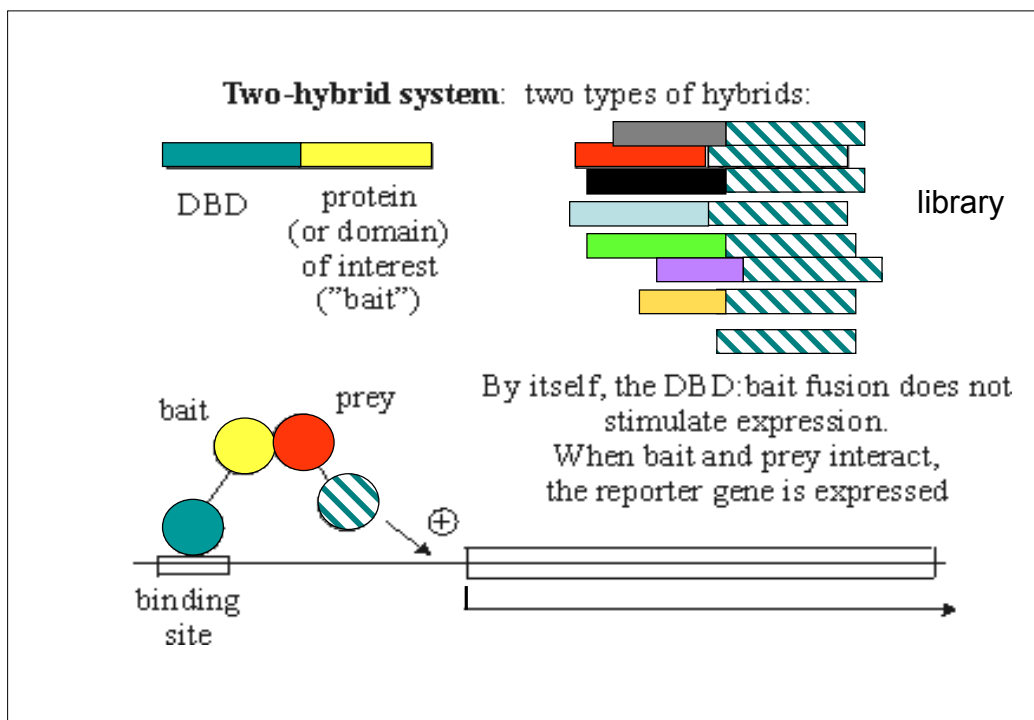 Two-hybrid system: two types of hybrids:
DBD
protein
(or domain)
of interest
("bait")
library
bait
prey
By itself, the DBD:bait fusion does not
stimulate expression.
When bait and prey interact,
the reporter gene is expressed
+
binding
site